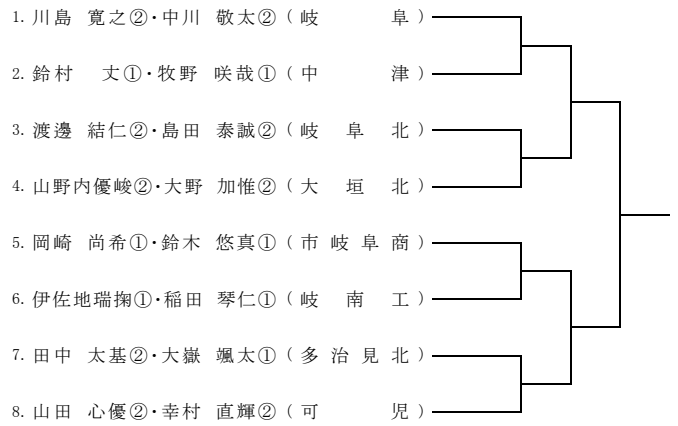 1. 川島 寛之②・中川 敬太②（岐阜）
2. 鈴村 丈①・牧野 咲哉①（中津）
3. 渡邊 結仁②・島田 泰誠②（岐阜北）
4. 山野内優峻②・大野 加惟②（大垣北）
5. 岡崎 尚希①・鈴木 悠真①（市岐阜商）
6. 伊佐地瑞掬①・稲田 琴仁①（岐南工）
7. 田中 太基②・大嶽 颯太①（多治見北）
8. 山田 心優②・幸村 直輝②（可児）